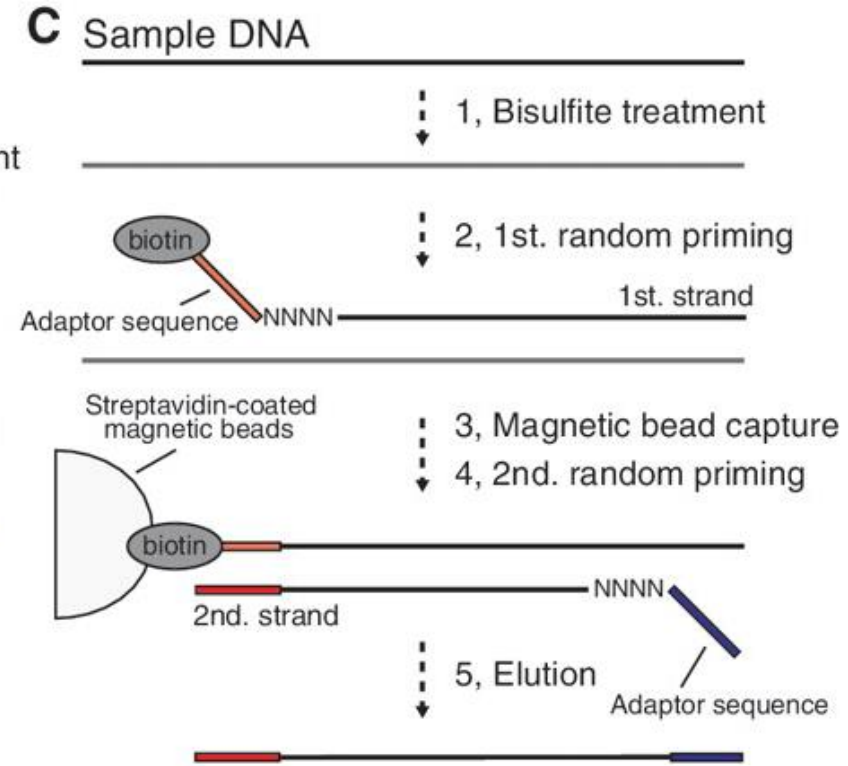 C Sample DNA
1, Bisulfite treatment
nt
biotin
2, 1st. random priming
1st. strand
Adaptor sequence
NNNN
Streptavidin-coated
magnetic beads
3, Magnetic bead capture
4, 2nd. random priming
biotin
NNNN
2nd. strand
5, Elution
Adaptor sequence